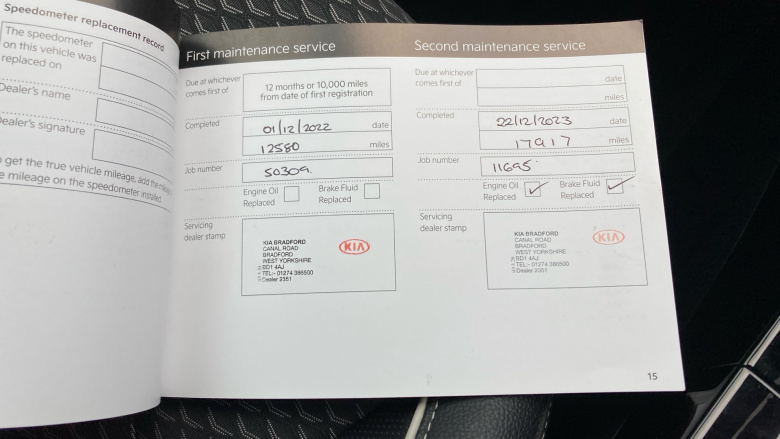 Speedometer replacement record
The speedometer
on this vehicle was
replaced on
Dealer's name
Dealer's signature
get the true vehicle mileage, add the
mileage on the speedometer installed.
First maintenance service
Due at whichever
comes first of
12 months or 10,000 miles
from date of first registration
Completed
01/12/2022 date
12580 miles
Job number
50309.
Engine Oil
Replaced
Brake Fluid
Replaced
Servicing
dealer stamp
KIA BRADFORD
CANAL ROAD
BRADFORD
WEST YORKSHIRE
BD1 4AJ
TEL:- 01274 386500
Dealer 2351
KIA
Second maintenance service
Due at whichever
comes first of
date
miles
Completed
22/12/2023 date
17917 miles
Job number
11695
Engine Oil
Replaced
Brake Fluid
Replaced
Servicing
dealer stamp
KIA BRADFORD
CANAL ROAD
BRADFORD
WEST YORKSHIRE
BD1 4AJ
TEL:- 01274 386500
Dealer 2351
KIA
15